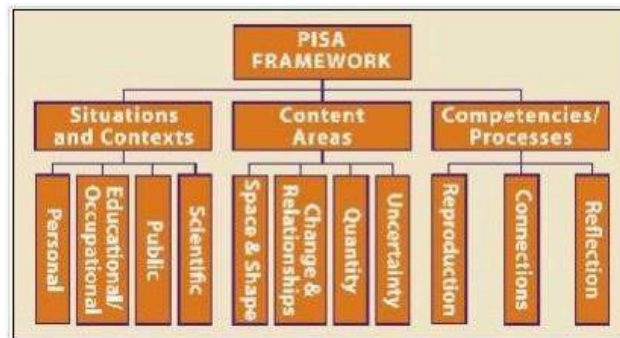 PISA
FRAMEWORK
Situations
and Contexts
Content
Areas
Competencies/
Processes
Personal
Educational/
Occupational
Public
Scientific
Space & Shape
Change &
Relationships
Quantity
Uncertainty
Reproduction
Connections
Reflection